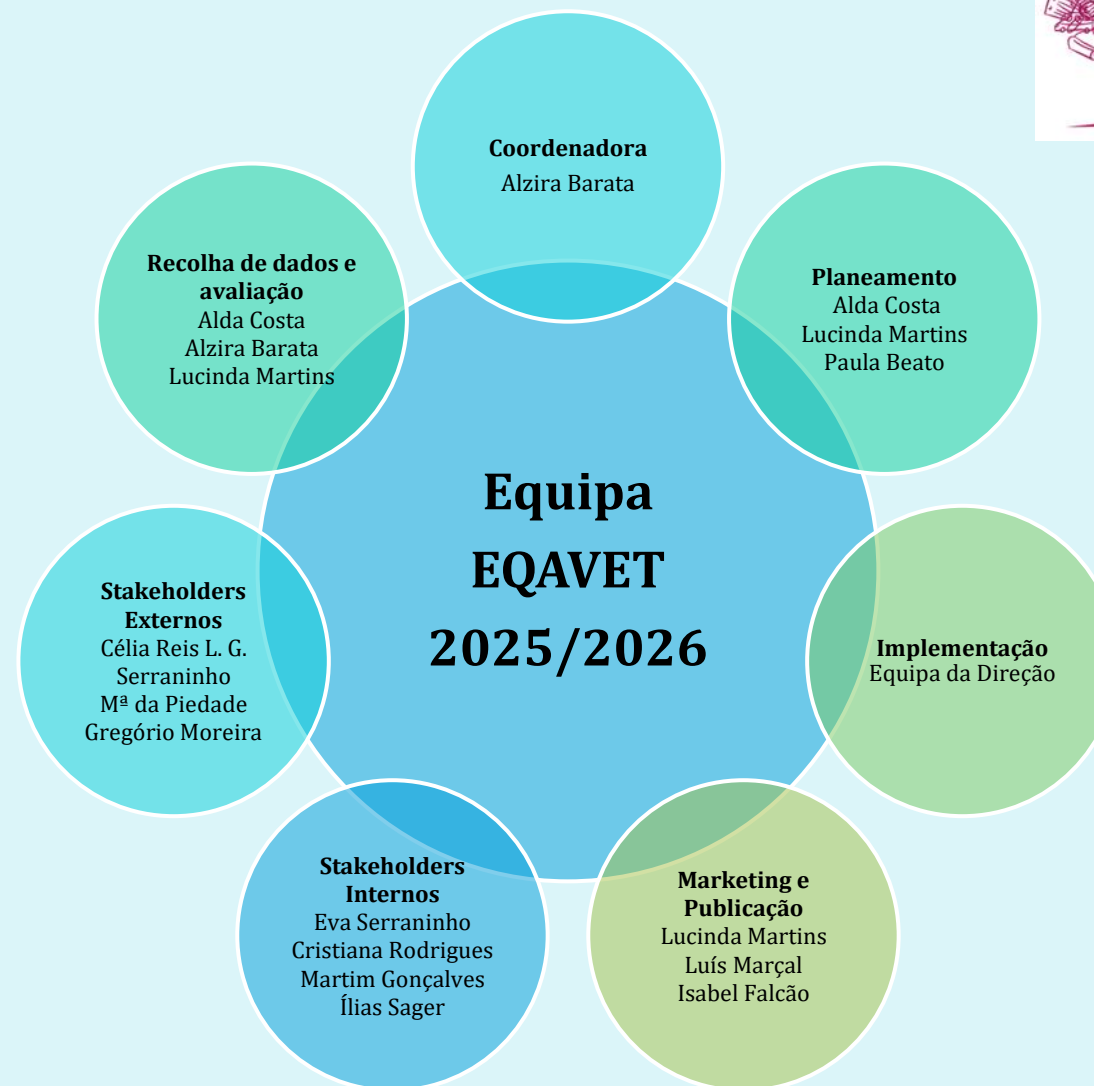 Coordenadora
Alzira Barata
Recolha de dados e
avaliação
Alda Costa
Alzira Barata
Lucinda Martins
Planeamento
Alda Costa
Lucinda Martins
Paula Beato
Equipa
EQAVET
2025/2026
Stakeholders
Externos
Célia Reis L. G.
Serraninho
Mª da Piedade
Gregório Moreira
Implementação
Equipa da Direção
Stakeholders
Internos
Eva Serraninho
Cristiana Rodrigues
Martim Gonçalves
Ílias Sager
Marketing e
Publicação
Lucinda Martins
Luís Marçal
Isabel Falcão